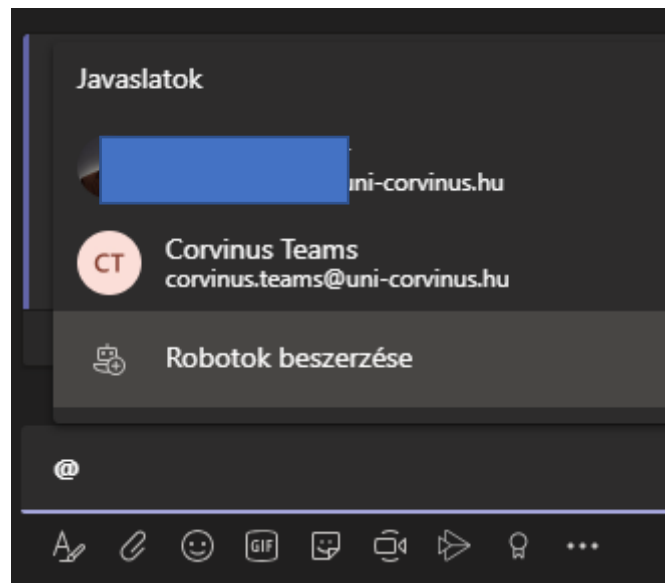 Javaslatok
uni-corvinus.hu
CT
Corvinus Teams
corvinus.teams@uni-corvinus.hu
Robotok beszerzése
@
GIF